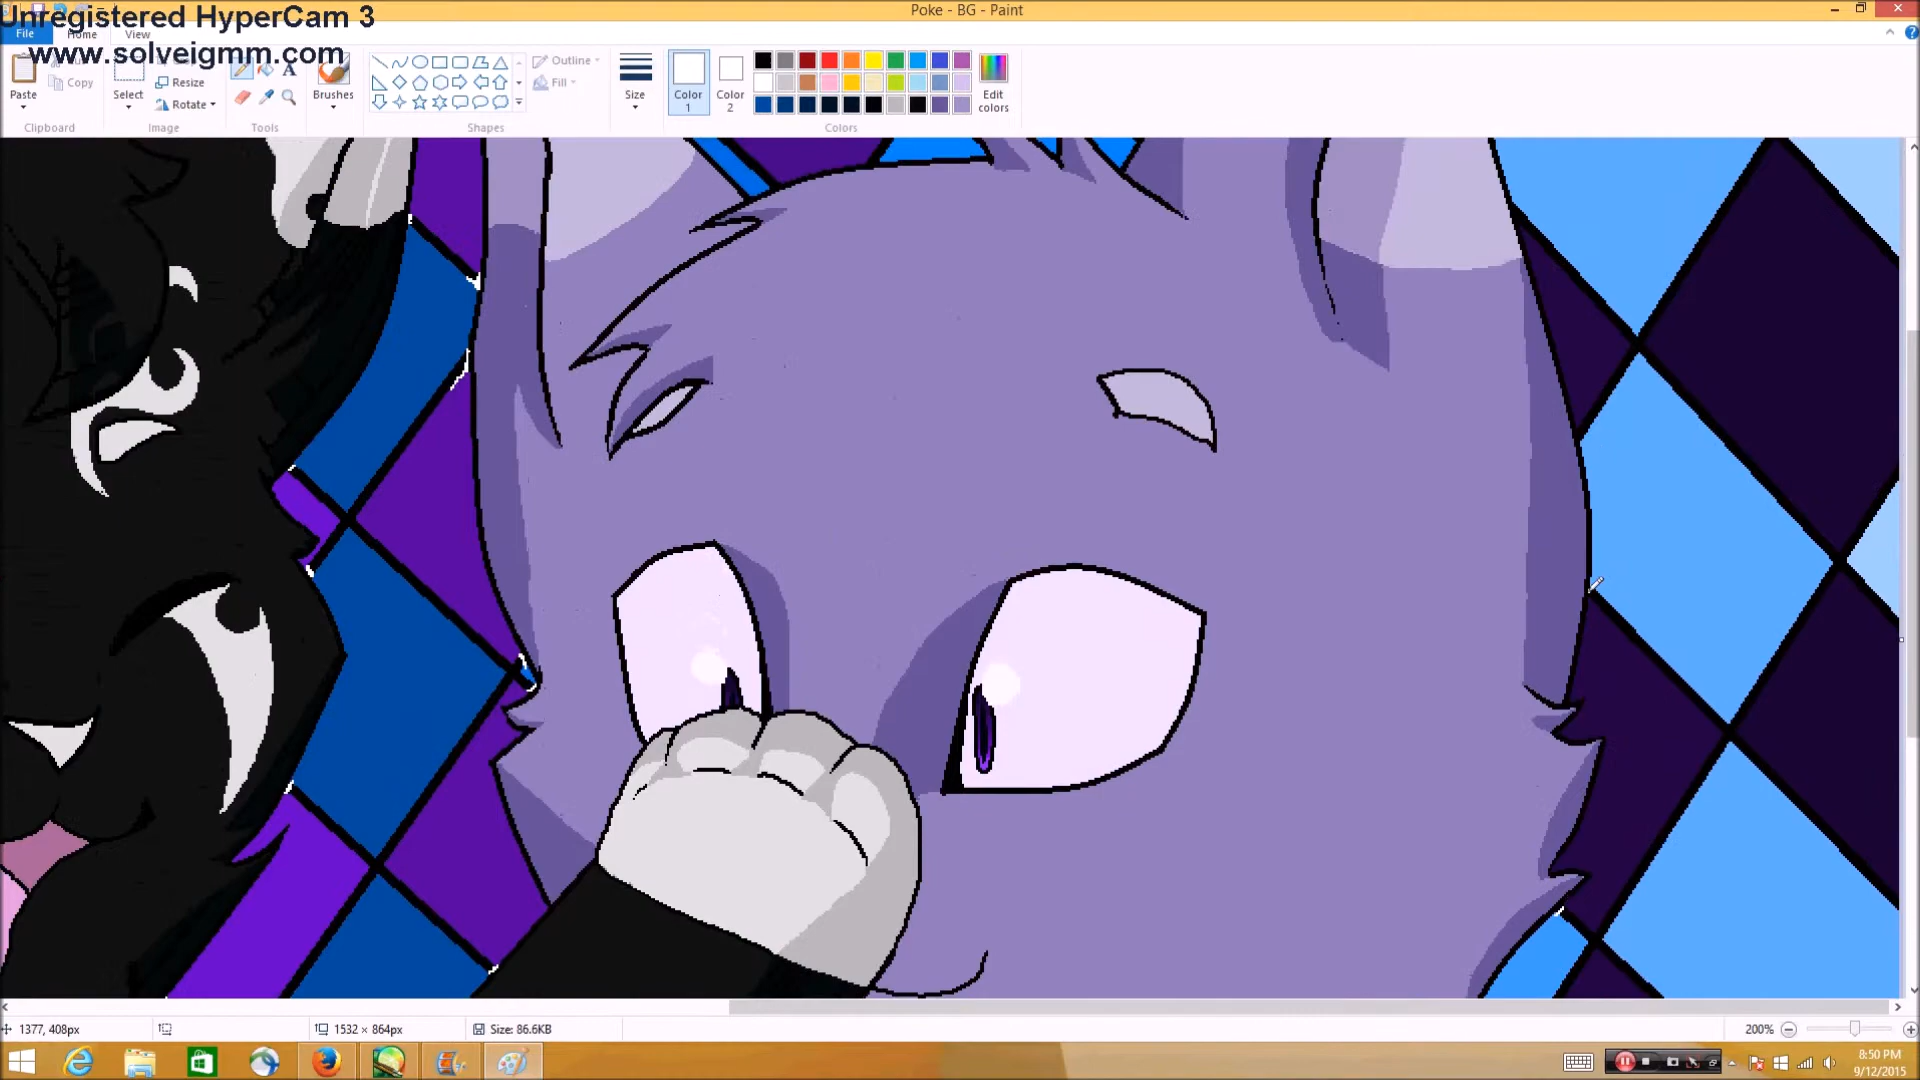 Unregistered HyperCam 3
www.solveigmm.com
Poke - BG - Paint
File
Home
View
Paste
Copy
Clipboard
Select
Resize
Rotate
Image
Tools
Brushes
Shapes
Outline
Fill
Size
Color
1
Color
2
Colors
Edit
colors
1377, 408px
1532 × 864px
Size: 86.6KB
200%
8:50 PM
9/12/2015